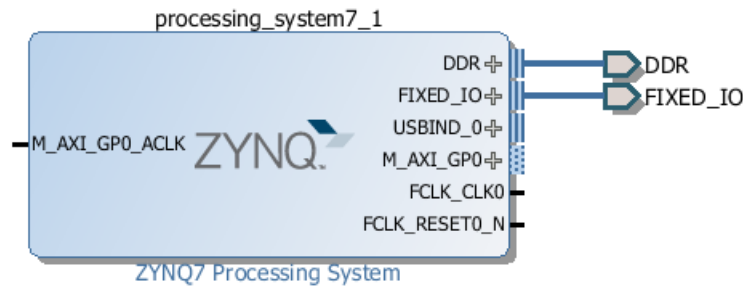 processing_system7_1
DDR
FIXED_IO
USBIND_0
M_AXI_GP0
FCLK_CLK0
FCLK_RESET0_N
M_AXI_GP0_ACLK
ZYNQ
DDR
FIXED_IO
ZYNQ7 Processing System